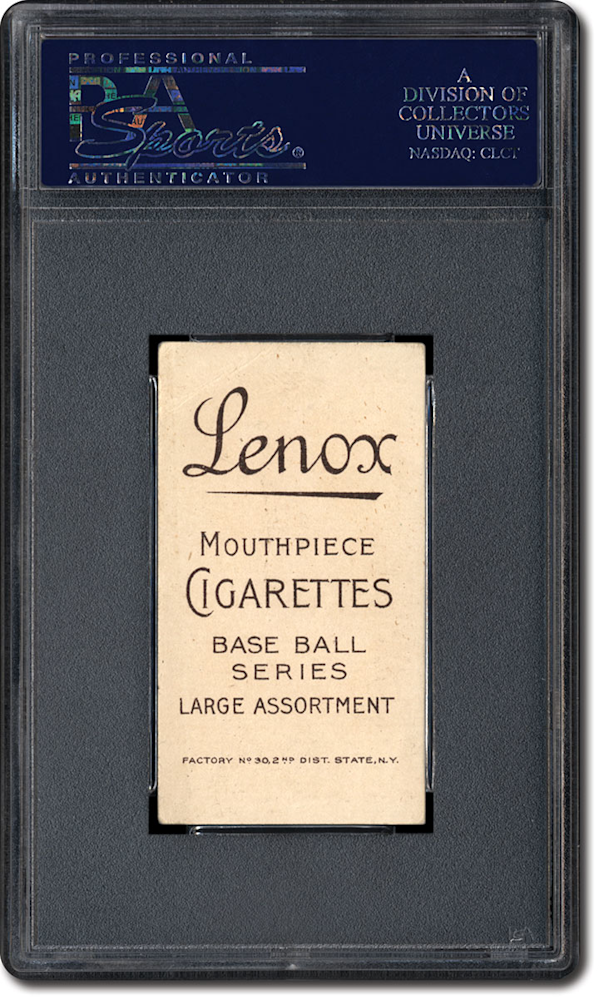 PROFESSIONAL
PSA
Sports®
AUTHENTICATOR
A
DIVISION OF
COLLECTORS
UNIVERSE
NASDAQ: CLCT
Lenox
MOUTHPIECE
CIGARETTES
BASE BALL
SERIES
LARGE ASSORTMENT
FACTORY Nº 30, 2ND DIST. STATE, N.Y.